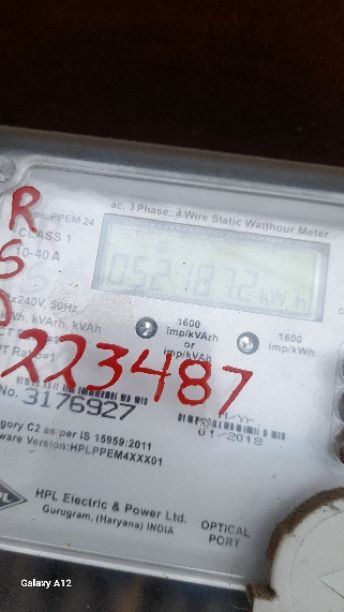 ac, 3 Phase, 4 Wire Static Watthour Meter
PPEM 24
CLASS 1
10-40 A
R
S
052187.2 kWh
x240V, 50Hz
kVArh, kVAh
1600
Imp/kVArh
or
Imp/kVAh
1600
Imp/kWh
223487
No. 3176927
01/2018
gory C2 as per IS 15959:2011
ware Version:HPLPPEM4XXX01
HPL Electric & Power Ltd.
Gurugram, (Haryana) INDIA
OPTICAL
PORT
Galaxy A12